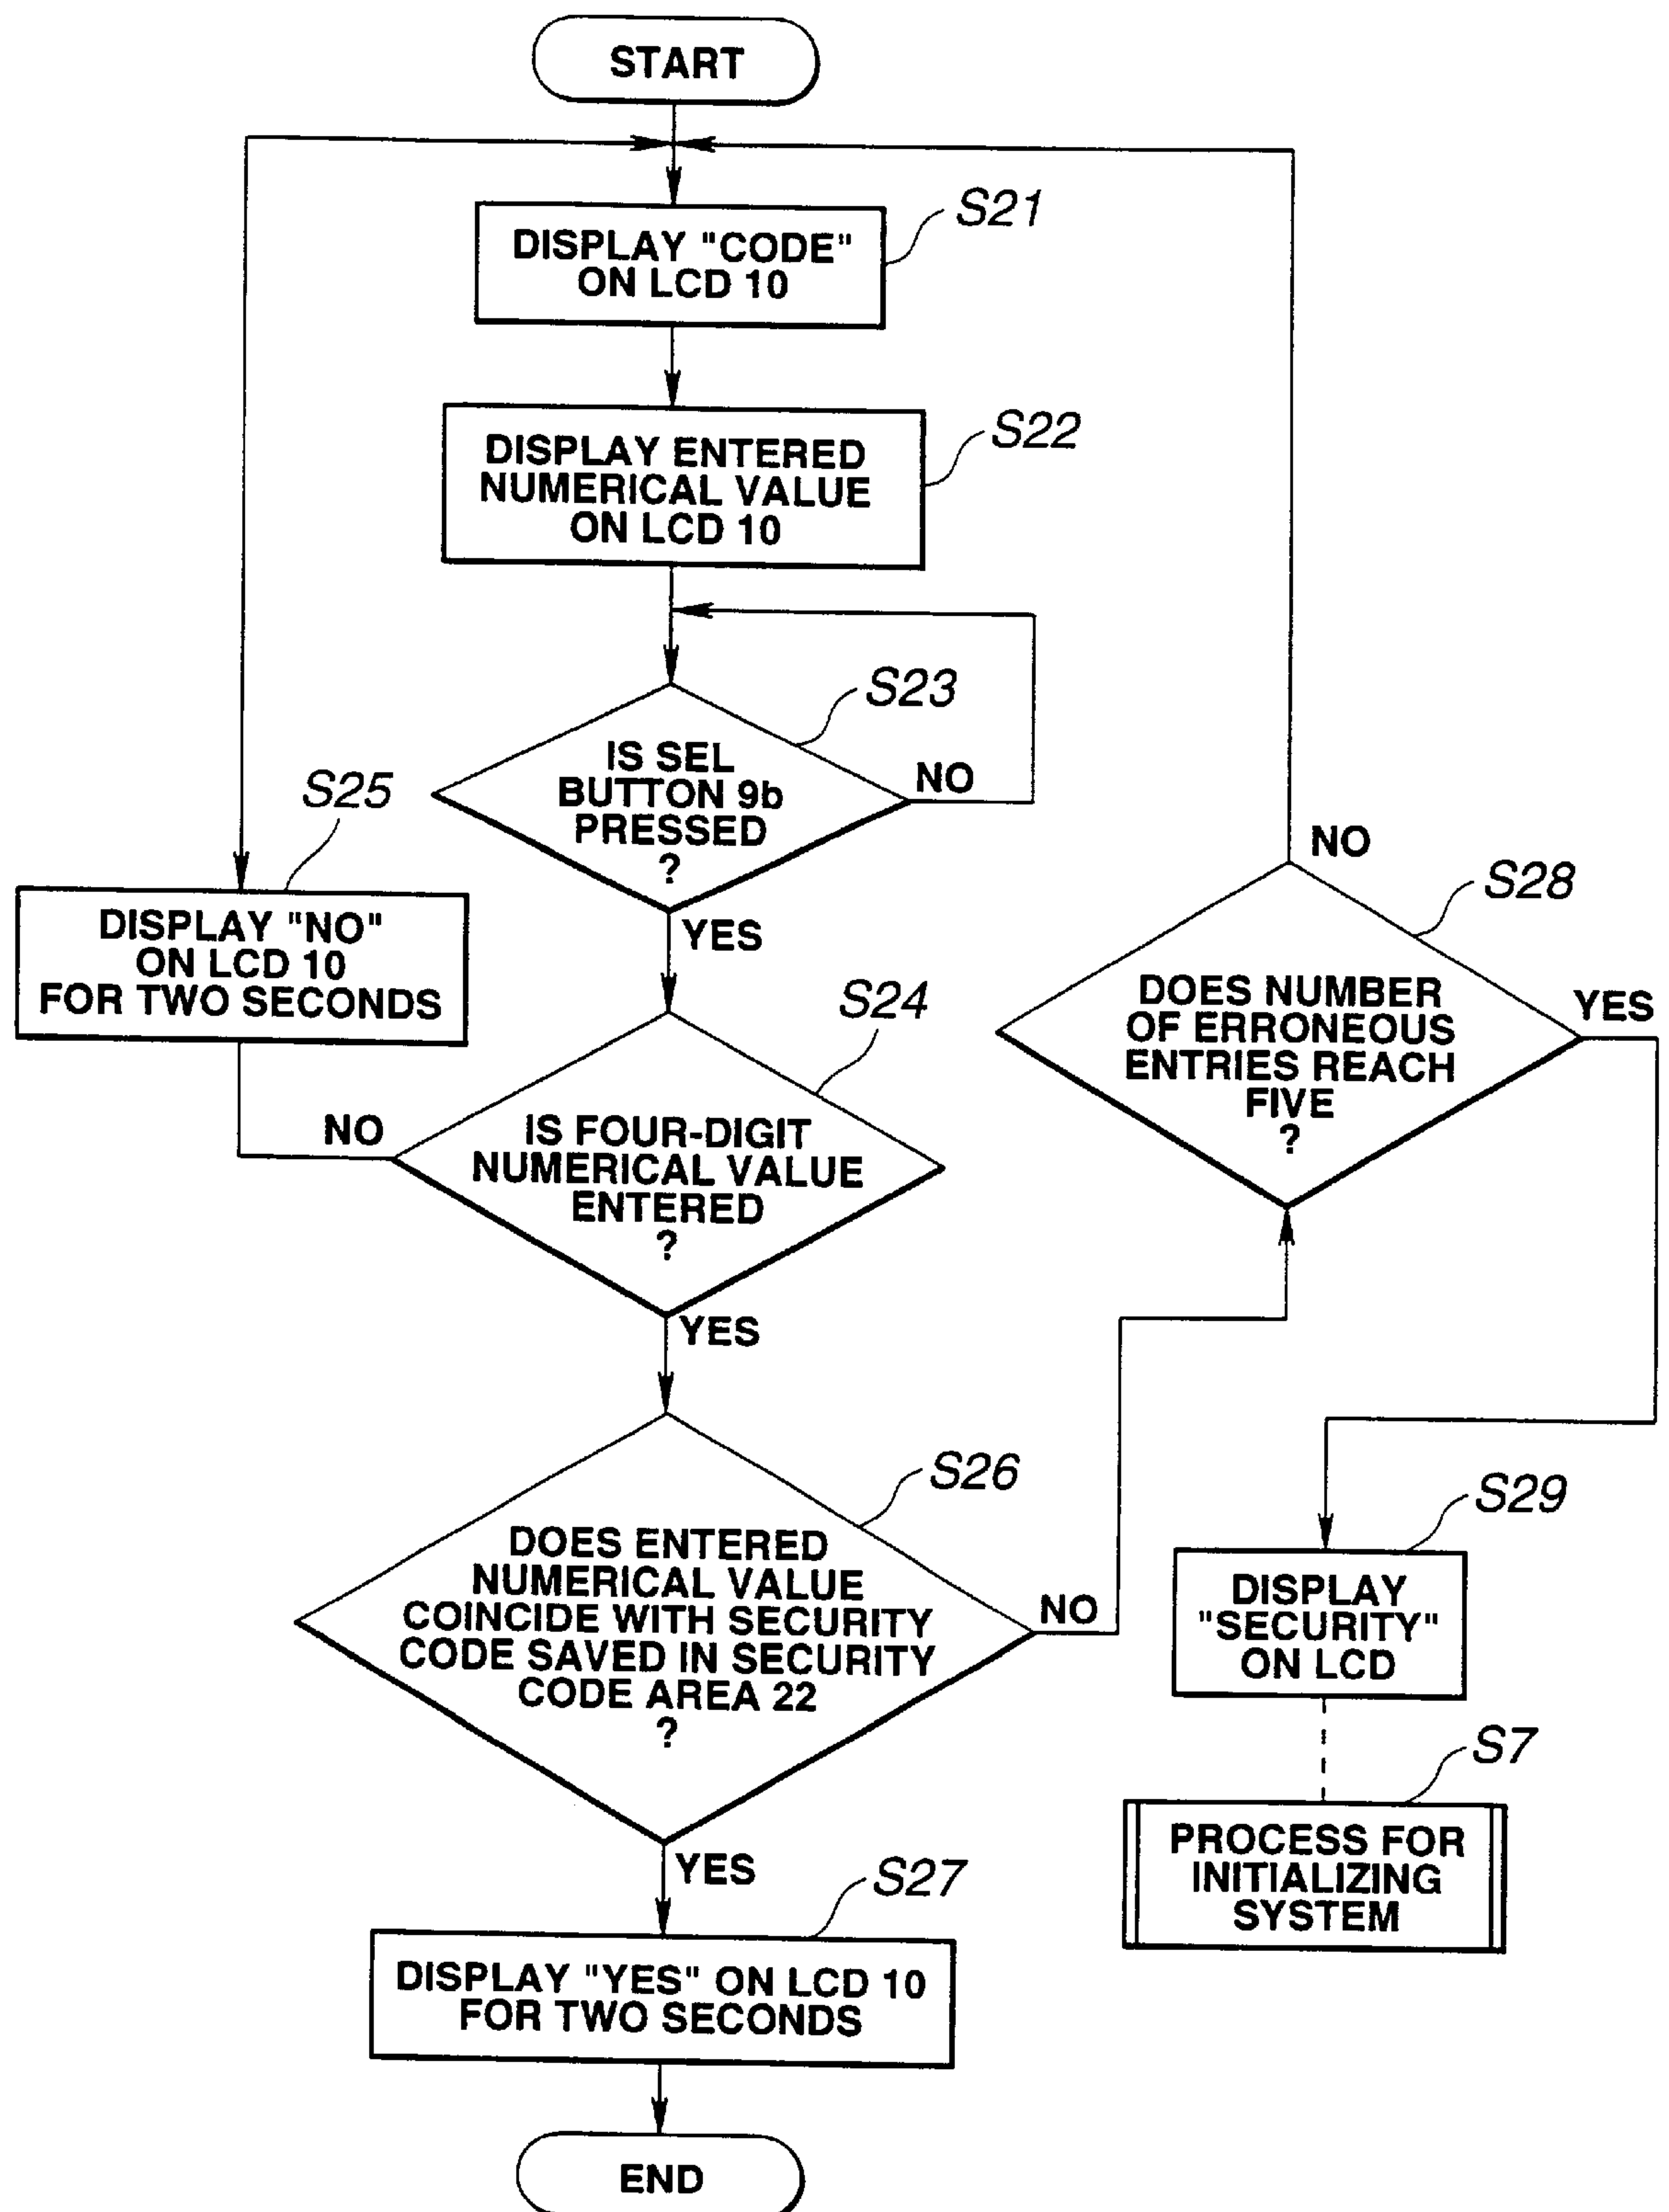 START
S21
DISPLAY "CODE"
ON LCD 10
S22
DISPLAY ENTERED
NUMERICAL VALUE
ON LCD 10
S23
IS SEL
BUTTON 9b
PRESSED
?
NO
YES
S25
DISPLAY "NO"
ON LCD 10
FOR TWO SECONDS
S24
IS FOUR-DIGIT
NUMERICAL VALUE
ENTERED
?
NO
YES
S26
DOES ENTERED
NUMERICAL VALUE
COINCIDE WITH SECURITY
CODE SAVED IN SECURITY
CODE AREA 22
?
NO
YES
S27
DISPLAY "YES" ON LCD 10
FOR TWO SECONDS
END
NO
S28
DOES NUMBER
OF ERRONEOUS
ENTRIES REACH
FIVE
?
YES
S29
DISPLAY
"SECURITY"
ON LCD
S7
PROCESS FOR
INITIALIZING
SYSTEM